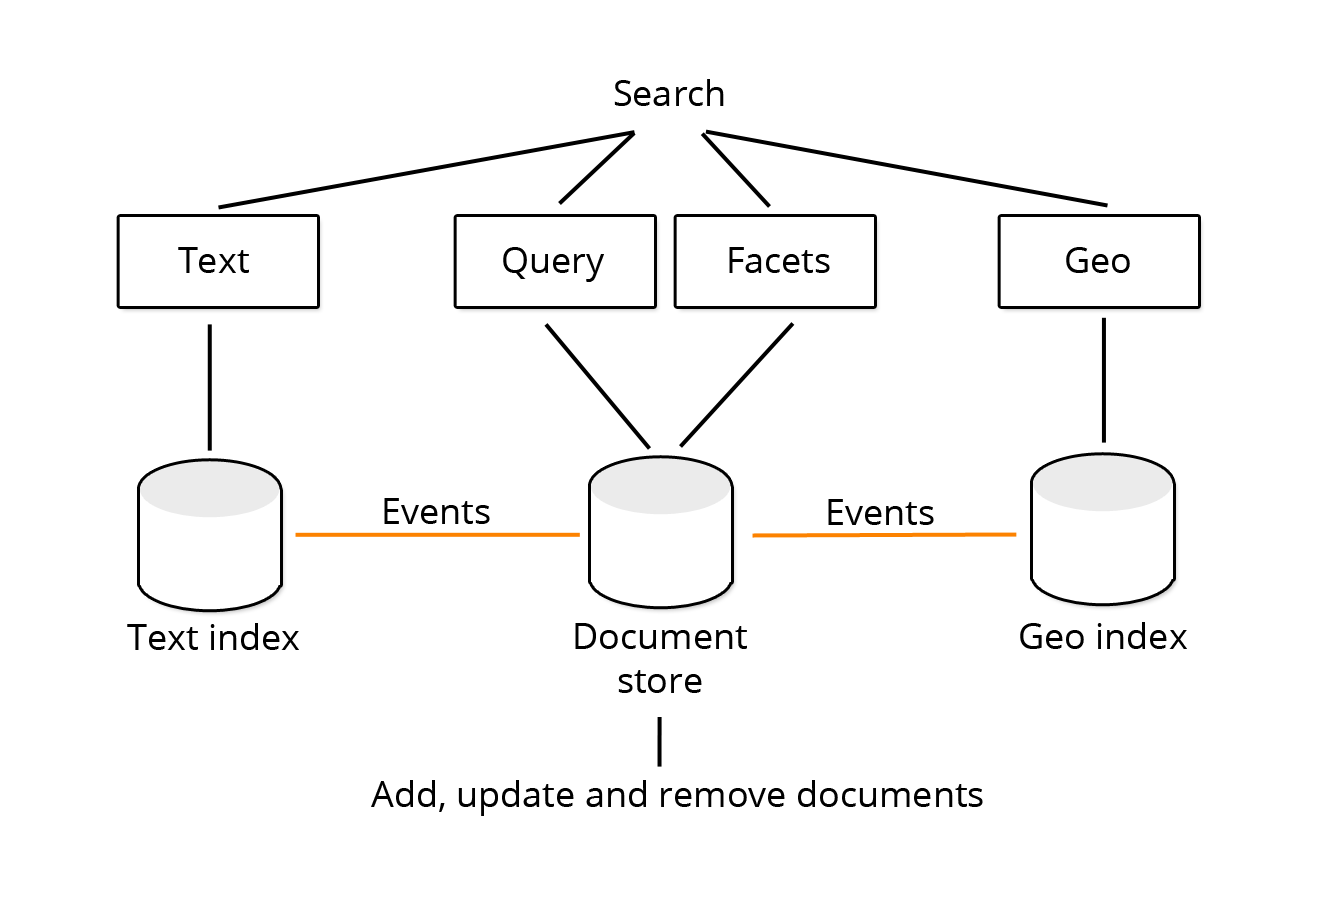 Search
Text
Query
Facets
Geo
Events
Events
Text index
Document
store
Geo index
Add, update and remove documents